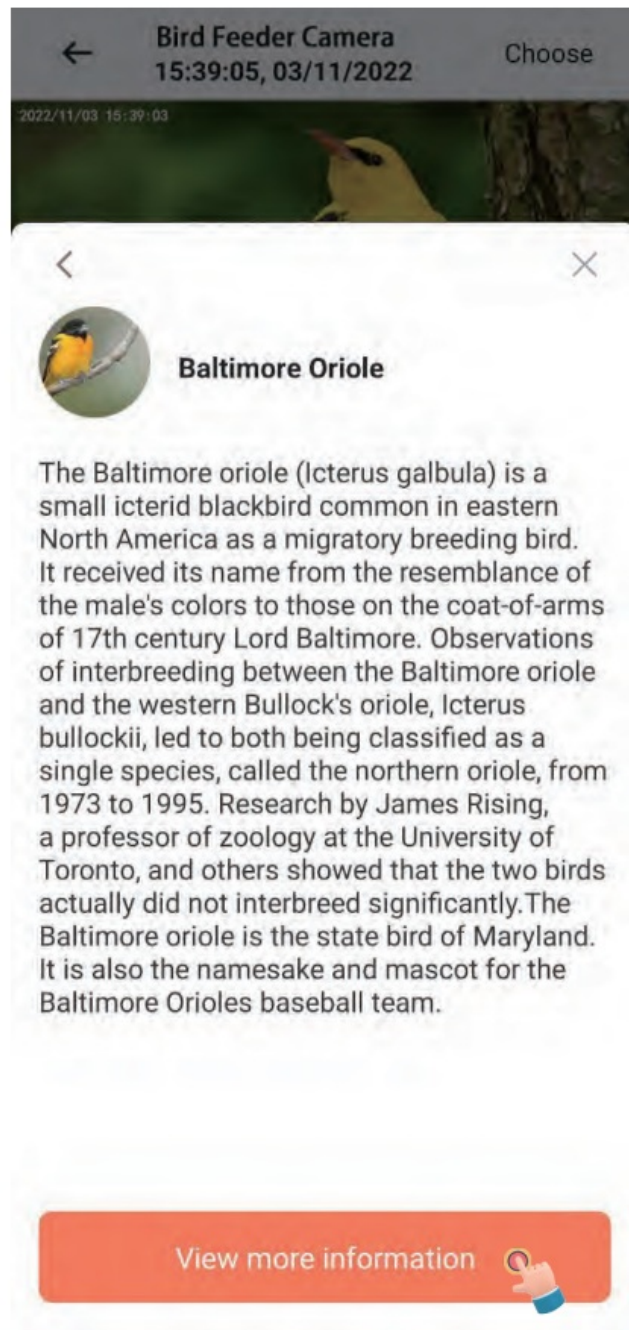 Bird Feeder Camera
15:39:05, 03/11/2022
Choose
2022/11/03 15:39:03
Baltimore Oriole
The Baltimore oriole (Icterus galbula) is a
small icterid blackbird common in eastern
North America as a migratory breeding bird.
It received its name from the resemblance of
the male's colors to those on the coat-of-arms
of 17th century Lord Baltimore. Observations
of interbreeding between the Baltimore oriole
and the western Bullock's oriole, Icterus
bullockii, led to both being classified as a
single species, called the northern oriole, from
1973 to 1995. Research by James Rising,
a professor of zoology at the University of
Toronto, and others showed that the two birds
actually did not interbreed significantly.The
Baltimore oriole is the state bird of Maryland.
It is also the namesake and mascot for the
Baltimore Orioles baseball team.
View more information